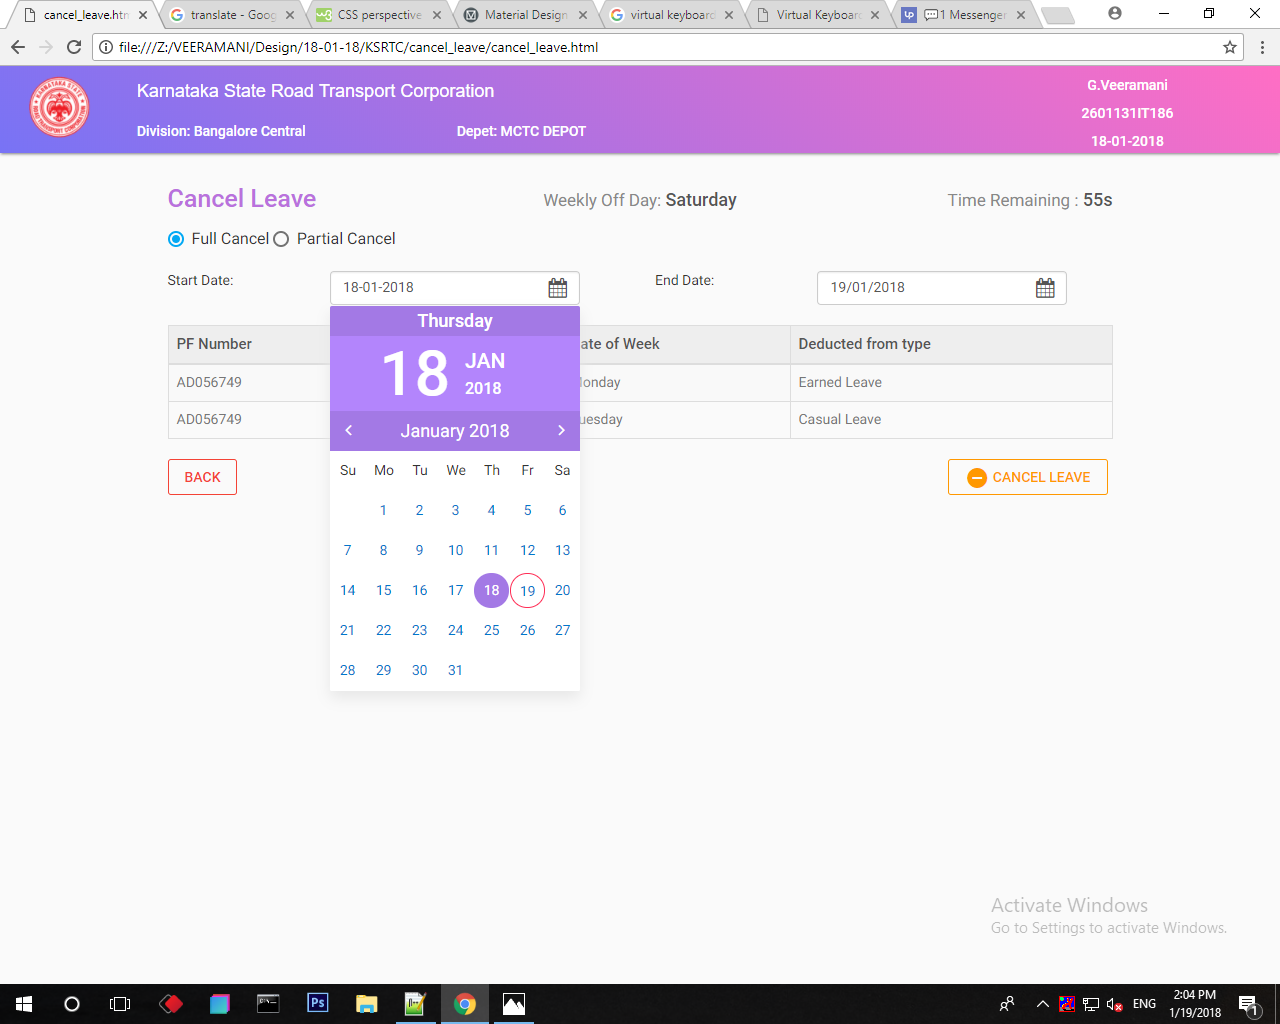 cancel_leave.htm
translate - Goog
CSS perspective
Material Design
virtual keyboard
Virtual Keyboard
1 Messenger
file:///Z:/VEERAMANI/Design/18-01-18/KSRTC/cancel_leave/cancel_leave.html
Karnataka State Road Transport Corporation
G.Veeramani
2601131IT186
Division: Bangalore Central
Depet: MCTC DEPOT
18-01-2018
Cancel Leave
Weekly Off Day: Saturday
Time Remaining : 55s
Full Cancel
Partial Cancel
Start Date:
18-01-2018
End Date:
19/01/2018
Thursday
18 JAN 2018
January 2018
Su Mo Tu We Th Fr Sa
1 2 3 4 5 6
7 8 9 10 11 12 13
14 15 16 17 18 19 20
21 22 23 24 25 26 27
28 29 30 31
PF Number
ate of Week
Deducted from type
AD056749
onday
Earned Leave
AD056749
uesday
Casual Leave
BACK
CANCEL LEAVE
Activate Windows
Go to Settings to activate Windows.
Ps
ENG
2:04 PM
1/19/2018
1